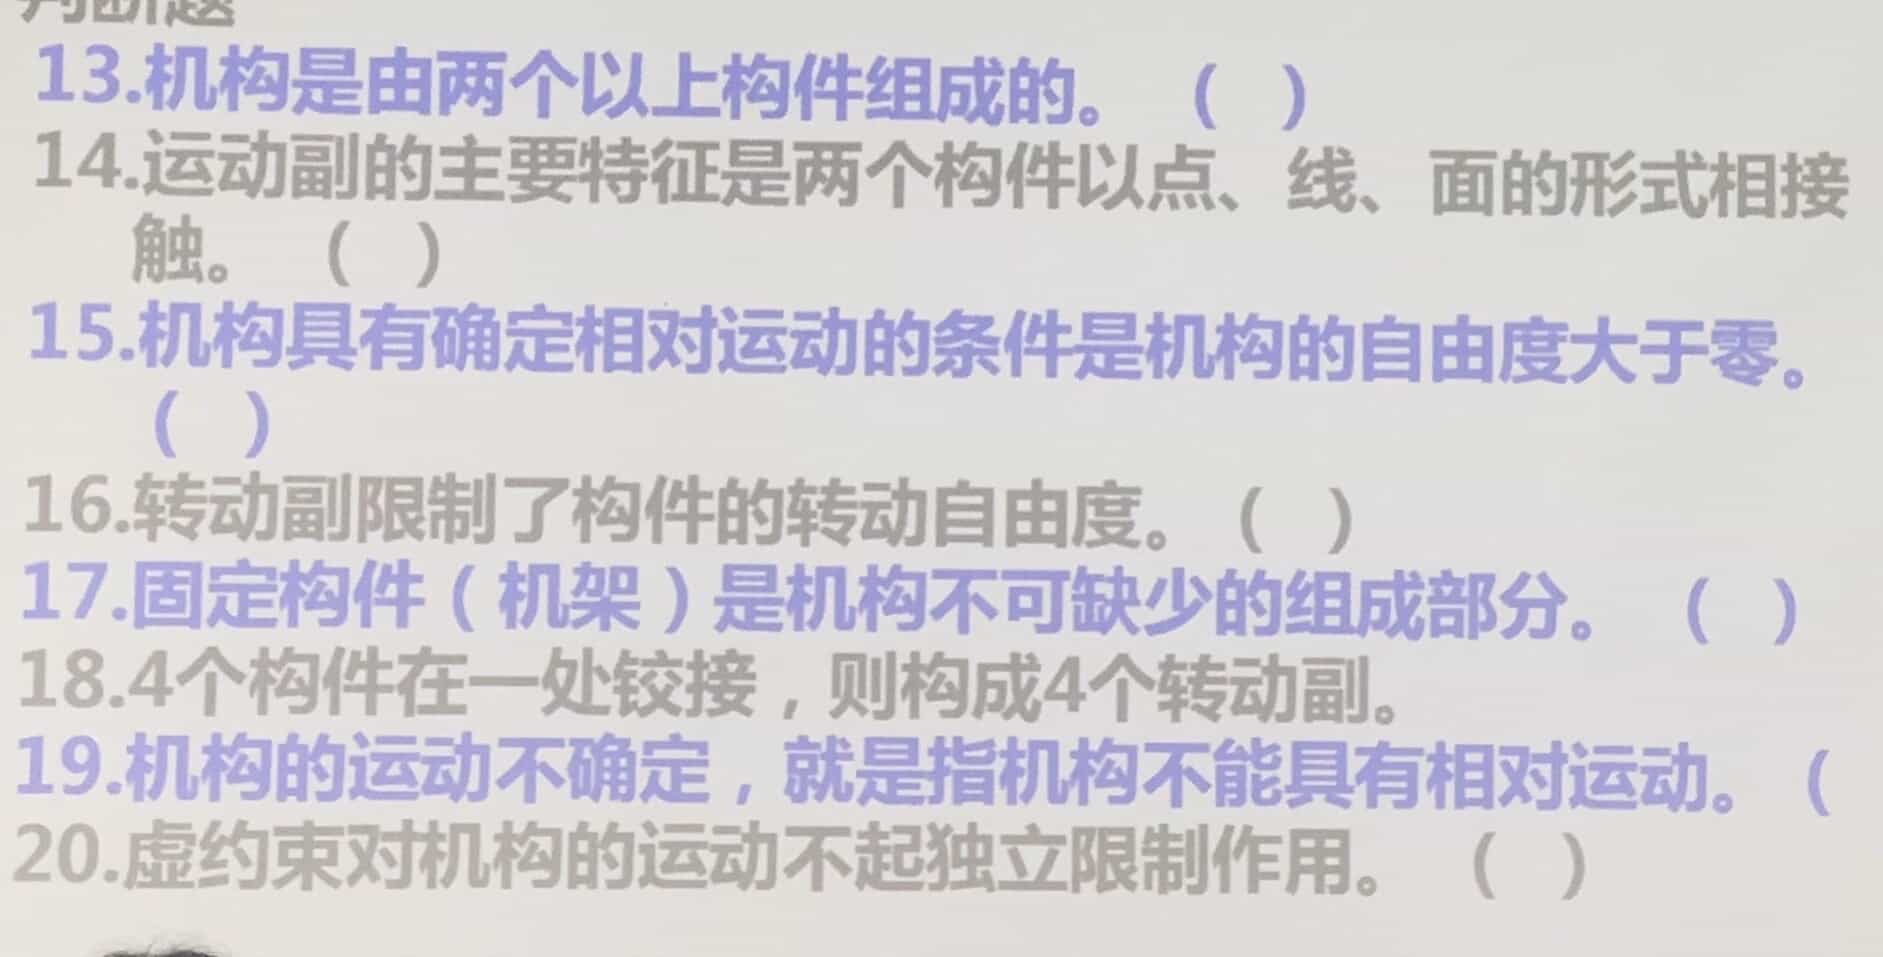 判断题
13.机构是由两个以上构件组成的。（ ）
14.运动副的主要特征是两个构件以点、线、面的形式相接
触。（ ）
15.机构具有确定相对运动的条件是机构的自由度大于零。
（ ）
16.转动副限制了构件的转动自由度。（ ）
17.固定构件（机架）是机构不可缺少的组成部分。（ ）
18.4个构件在一处铰接，则构成4个转动副。
19.机构的运动不确定，就是指机构不能具有相对运动。（
20.虚约束对机构的运动不起独立限制作用。（ ）